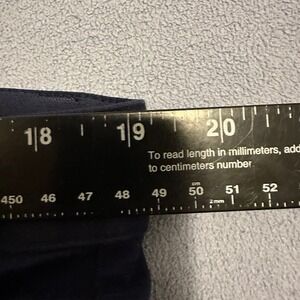 18 19 20
To read length in millimeters, add
to centimeters number
cm
450 46 47 48 49 50 51 52
2mm